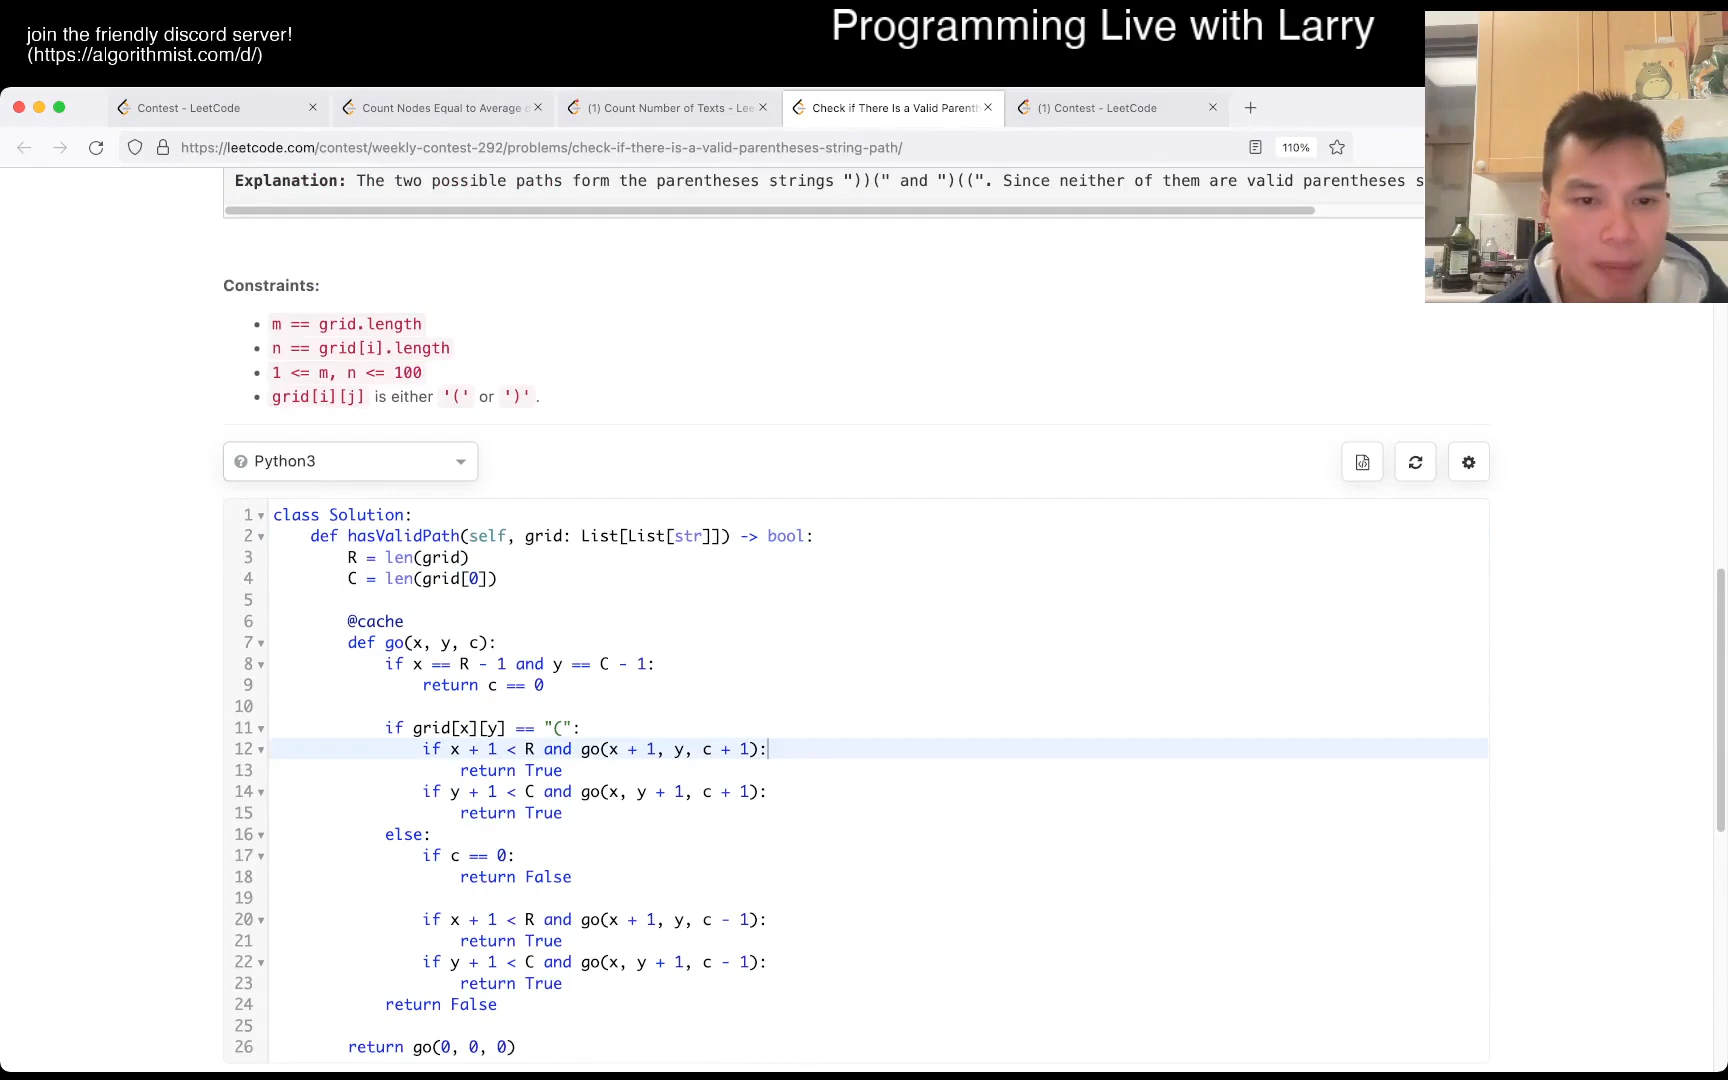 join the friendly discord server!
(https://algorithmist.com/d/)
Programming Live with Larry
Contest - LeetCode
Count Nodes Equal to Average o
(1) Count Number of Texts - Lee
Check if There Is a Valid Parenth
(1) Contest - LeetCode
https://leetcode.com/contest/weekly-contest-292/problems/check-if-there-is-a-valid-parentheses-string-path/
110%
Explanation: The two possible paths form the parentheses strings "))(" and ")((". Since neither of them are valid parentheses s
Constraints:
m == grid.length
n == grid[i].length
1 <= m, n <= 100
grid[i][j] is either '(' or ')'.
Python3
1 class Solution:
2     def hasValidPath(self, grid: List[List[str]]) -> bool:
3         R = len(grid)
4         C = len(grid[0])
5
6         @cache
7         def go(x, y, c):
8             if x == R - 1 and y == C - 1:
9                 return c == 0
10
11             if grid[x][y] == "(":
12                 if x + 1 < R and go(x + 1, y, c + 1):
13                     return True
14                 if y + 1 < C and go(x, y + 1, c + 1):
15                     return True
16             else:
17                 if c == 0:
18                     return False
19
20                 if x + 1 < R and go(x + 1, y, c - 1):
21                     return True
22                 if y + 1 < C and go(x, y + 1, c - 1):
23                     return True
24             return False
25
26         return go(0, 0, 0)